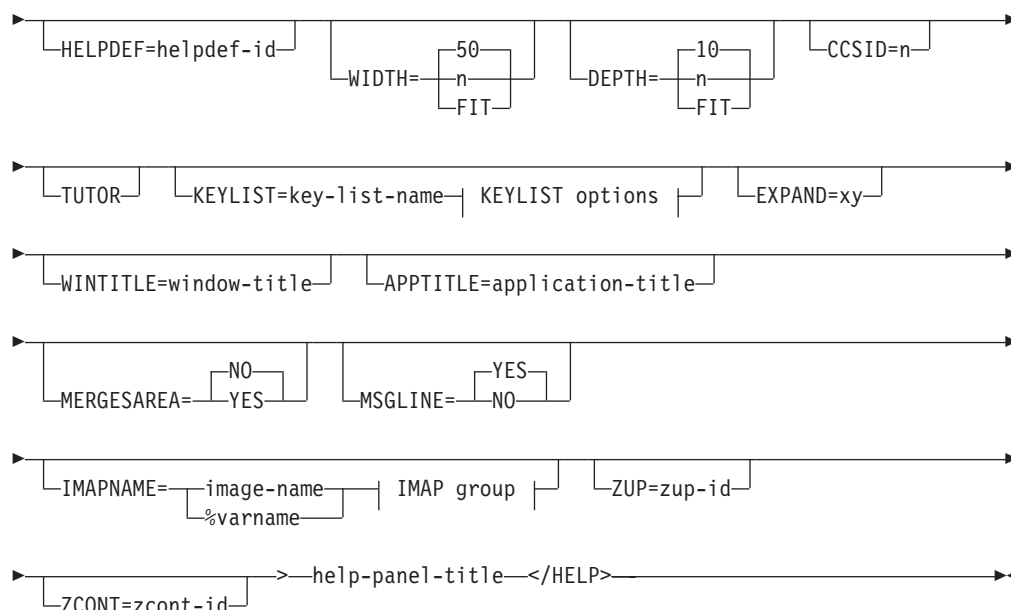 HELPDEF=helpdef-id WIDTH= 50 n FIT DEPTH= 10 n FIT CCSID=n
TUTOR KEYLIST=key-list-name KEYLIST options EXPAND=xy
WINTITLE=window-title APPTITLE=application-title
MERGESAREA= NO YES MSGLINE= YES NO
IMAPNAME= image-name %varname IMAP group ZUP=zup-id
ZCONT=zcont-id >help-panel-title</HELP>